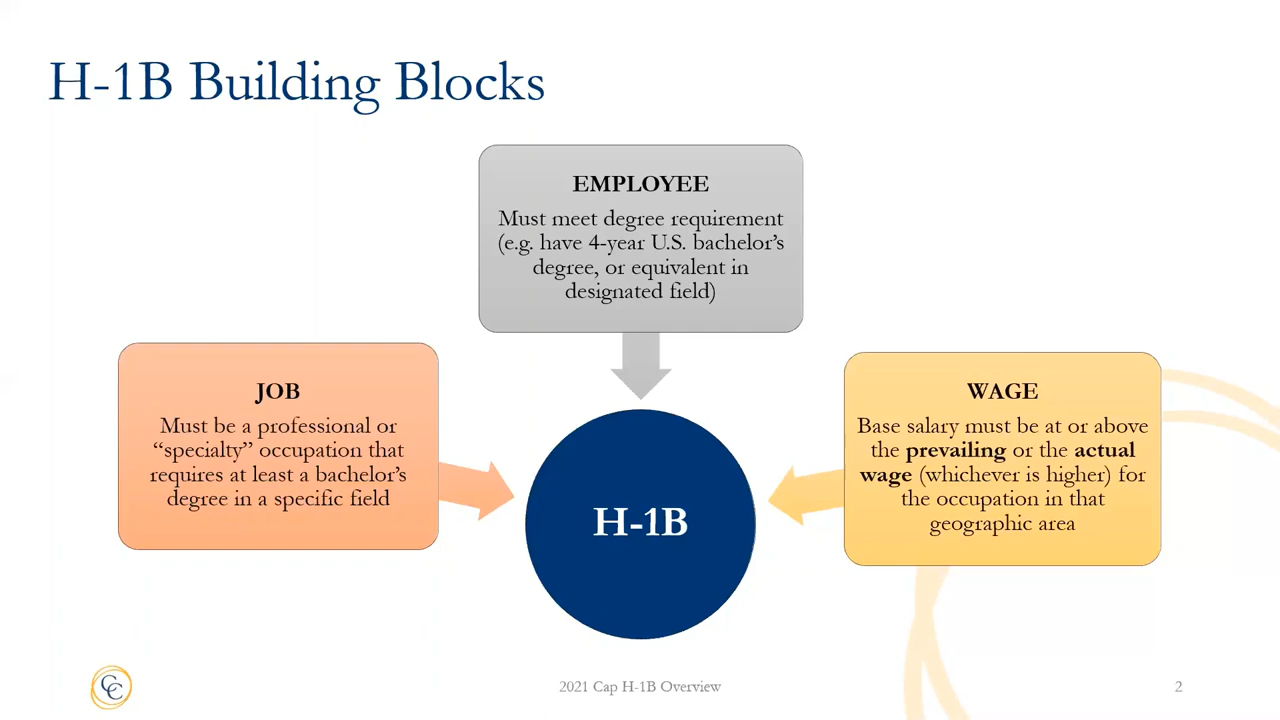 H-1B Building Blocks
EMPLOYEE
Must meet degree requirement
(e.g. have 4-year U.S. bachelor’s
degree, or equivalent in
designated field)
JOB
Must be a professional or
“specialty” occupation that
requires at least a bachelor’s
degree in a specific field
WAGE
Base salary must be at or above
the prevailing or the actual
wage (whichever is higher) for
the occupation in that
geographic area
H-1B
CC
2021 Cap H-1B Overview
2